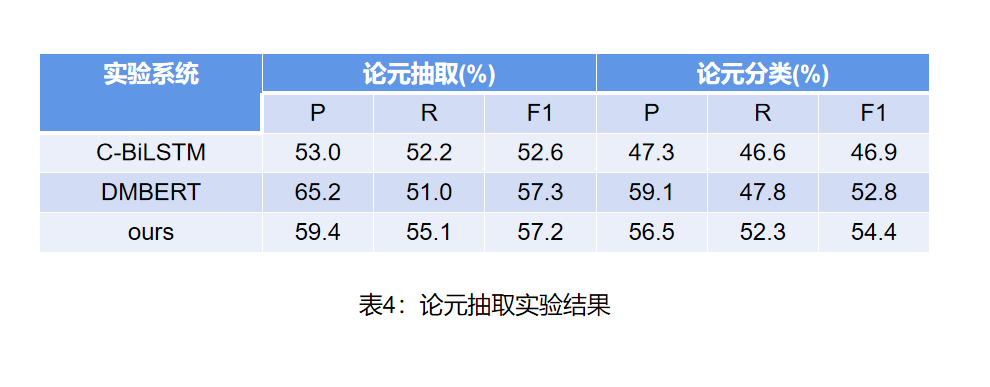 实验系统 论元抽取(%) 论元分类(%)
P R F1 P R F1
C-BiLSTM 53.0 52.2 52.6 47.3 46.6 46.9
DMBERT 65.2 51.0 57.3 59.1 47.8 52.8
ours 59.4 55.1 57.2 56.5 52.3 54.4
表4：论元抽取实验结果